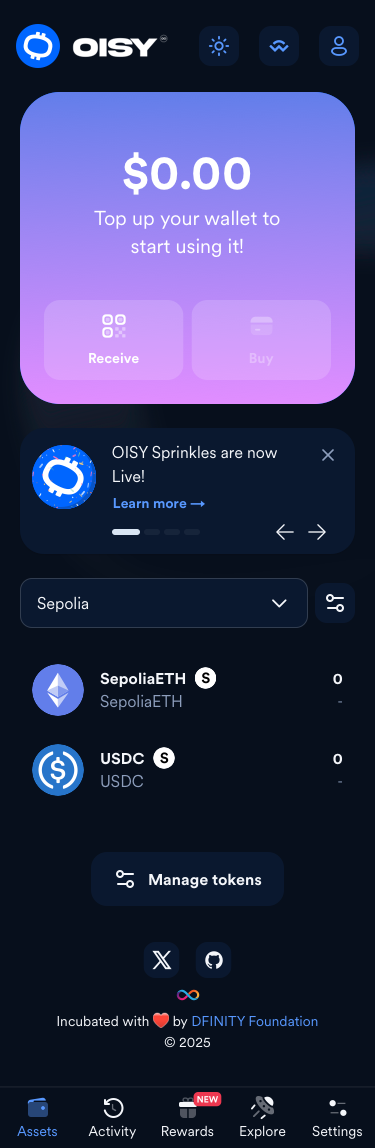 OISY
$0.00
Top up your wallet to
start using it!
Receive
Buy
OISY Sprinkles are now
Live!
Learn more →
Sepolia
SepoliaETH S
0
SepoliaETH
-
USDC S
0
USDC
-
Manage tokens
Incubated with ❤️ by DFINITY Foundation
© 2025
NEW
Assets
Activity
Rewards
Explore
Settings